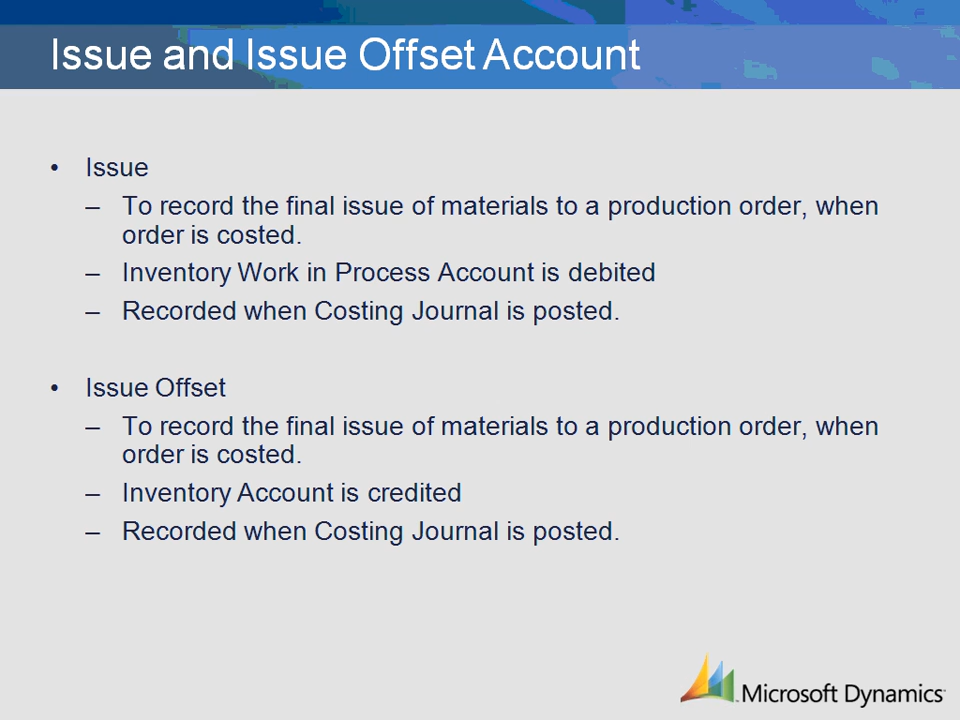 Issue and Issue Offset Account
• Issue
– To record the final issue of materials to a production order, when
order is costed.
– Inventory Work in Process Account is debited
– Recorded when Costing Journal is posted.
• Issue Offset
– To record the final issue of materials to a production order, when
order is costed.
– Inventory Account is credited
– Recorded when Costing Journal is posted.
Microsoft Dynamics